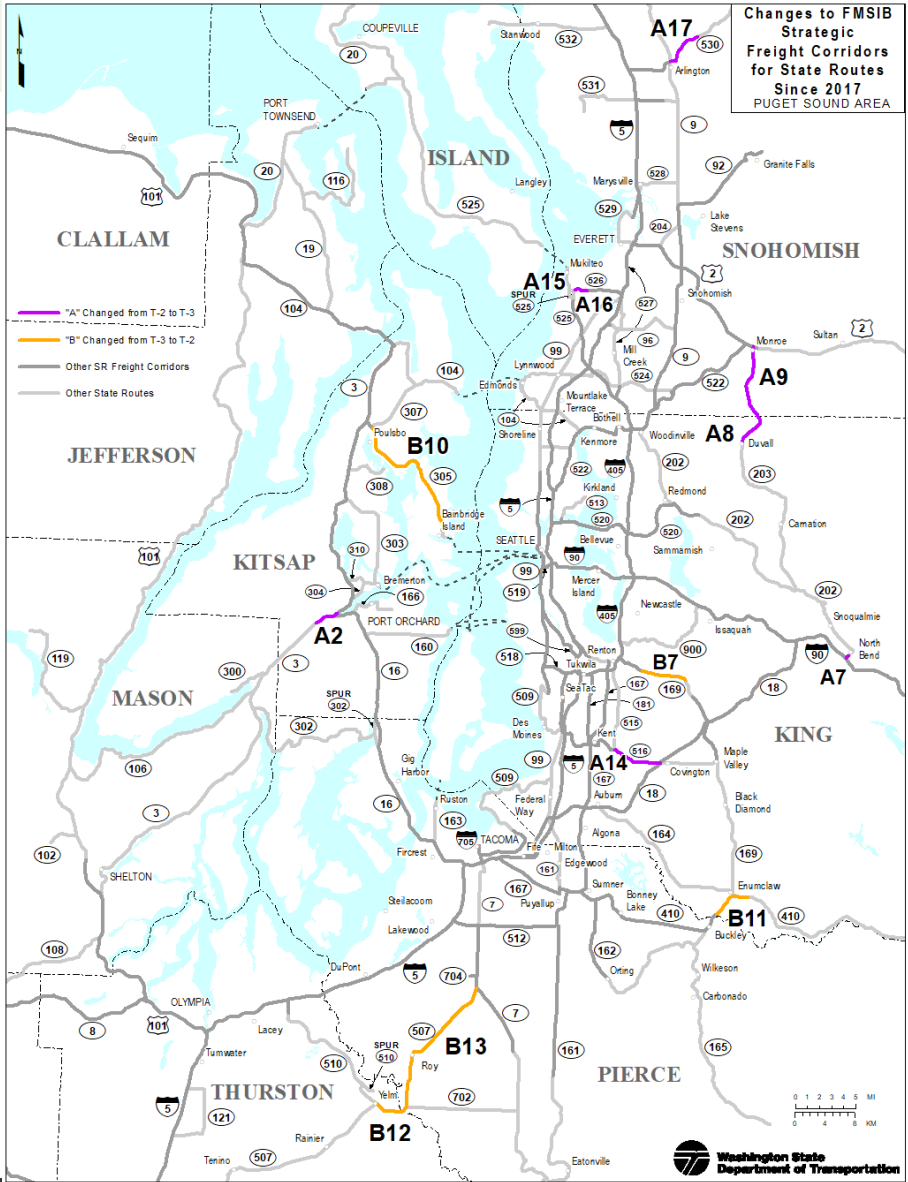 Changes to FMSIB
Strategic
Freight Corridors
for State Routes
Since 2017
PUGET SOUND AREA
N
COUPEVILLE
Stanwood
532
A17
530
20
Arlington
531
5
9
PORT
TOWNSEND
Sequim
101
20
116
ISLAND
Langley
525
Marysville
528
92
Granite Falls
529
Lake
Stevens
204
EVERETT
CLALLAM
19
SNOHOMISH
2
Mukilteo
A15
526
SPUR
525
A16
525
527
Snohomish
104
"A" Changed from T-2 to T-3
"B" Changed from T-3 to T-2
Other SR Freight Corridors
Other State Routes
99
96
Mill
Creek
524
9
Monroe
Sultan
2
Lynnwood
3
104
Edmonds
522
A9
307
Mountlake
Terrace
104
Bothell
Shoreline
Kenmore
Woodinville
A8
Duvall
Poulsbo
B10
JEFFERSON
305
308
522
405
202
203
Kirkland
513
Redmond
5
520
Bainbridge
Island
SEATTLE
Bellevue
520
202
Carnation
Sammamish
90
101
KITSAP
310
303
99
519
Mercer
Island
304
Bremerton
166
405
Newcastle
202
Snoqualmie
PORT ORCHARD
A2
160
599
Issaquah
North
Bend
90
A7
900
Renton
B7
518
Tukwila
119
300
3
16
SeaTac
167
169
18
MASON
SPUR
302
509
181
302
Des
Moines
515
KING
Kent
516
106
99
5
A14
Covington
Maple
Valley
Gig
Harbor
509
167
Auburn
18
Black
Diamond
3
16
Ruston
Federal
Way
163
Algona
164
102
705
TACOMA
Fife
Milton
169
Fircrest
161
Edgewood
Enumclaw
SHELTON
167
Sumner
Bonney
Lake
Steilacoom
7
Puyallup
410
B11
410
Lakewood
Buckley
108
512
162
DuPont
5
704
Orting
Wilkeson
OLYMPIA
Carbonado
8
101
Lacey
7
507
B13
SPUR
510
Tumwater
510
Roy
161
165
THURSTON
PIERCE
Yelm
702
5
121
B12
Rainier
507
Tenino
Eatonville
0 1 2 3 4 5 MI
0 4 8 KM
Washington State
Department of Transportation